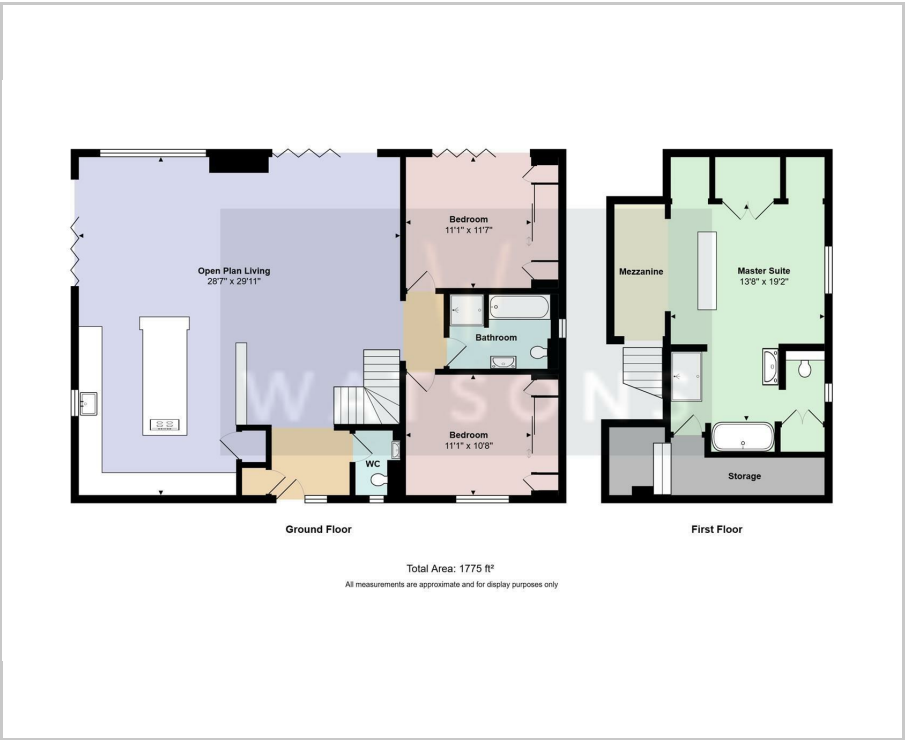 Open Plan Living
28'7" x 29'11"
Bedroom
11'1" x 11'7"
Bathroom
Bedroom
11'1" x 10'8"
WC
Ground Floor
Mezzanine
Master Suite
13'8" x 19'2"
Storage
First Floor
WATSONS
Total Area: 1775 ft²
All measurements are approximate and for display purposes only